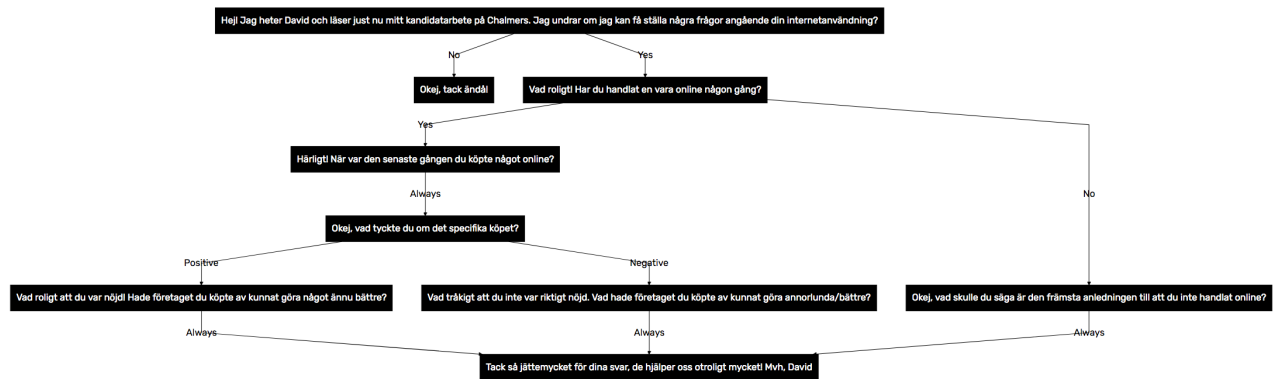 Hej! Jag heter David och läser just nu mitt kandidatarbete på Chalmers. Jag undrar om jag kan få ställa några frågor angående din internetanvändning?
No
Yes
Okej, tack ändå!
Vad roligt! Har du handlat en vara online någon gång?
Yes
Härligt! När var den senaste gången du köpte något online?
Always
No
Okej, vad tyckte du om det specifika köpet?
Positive
Negative
Vad roligt att du var nöjd! Hade företaget du köpte av kunnat göra något ännu bättre?
Vad tråkigt att du inte var riktigt nöjd. Vad hade företaget du köpte av kunnat göra annorlunda/bättre?
Okej, vad skulle du säga är den främsta anledningen till att du inte handlat online?
Always
Always
Always
Tack så jättemycket för dina svar, de hjälper oss otroligt mycket! Mvh, David